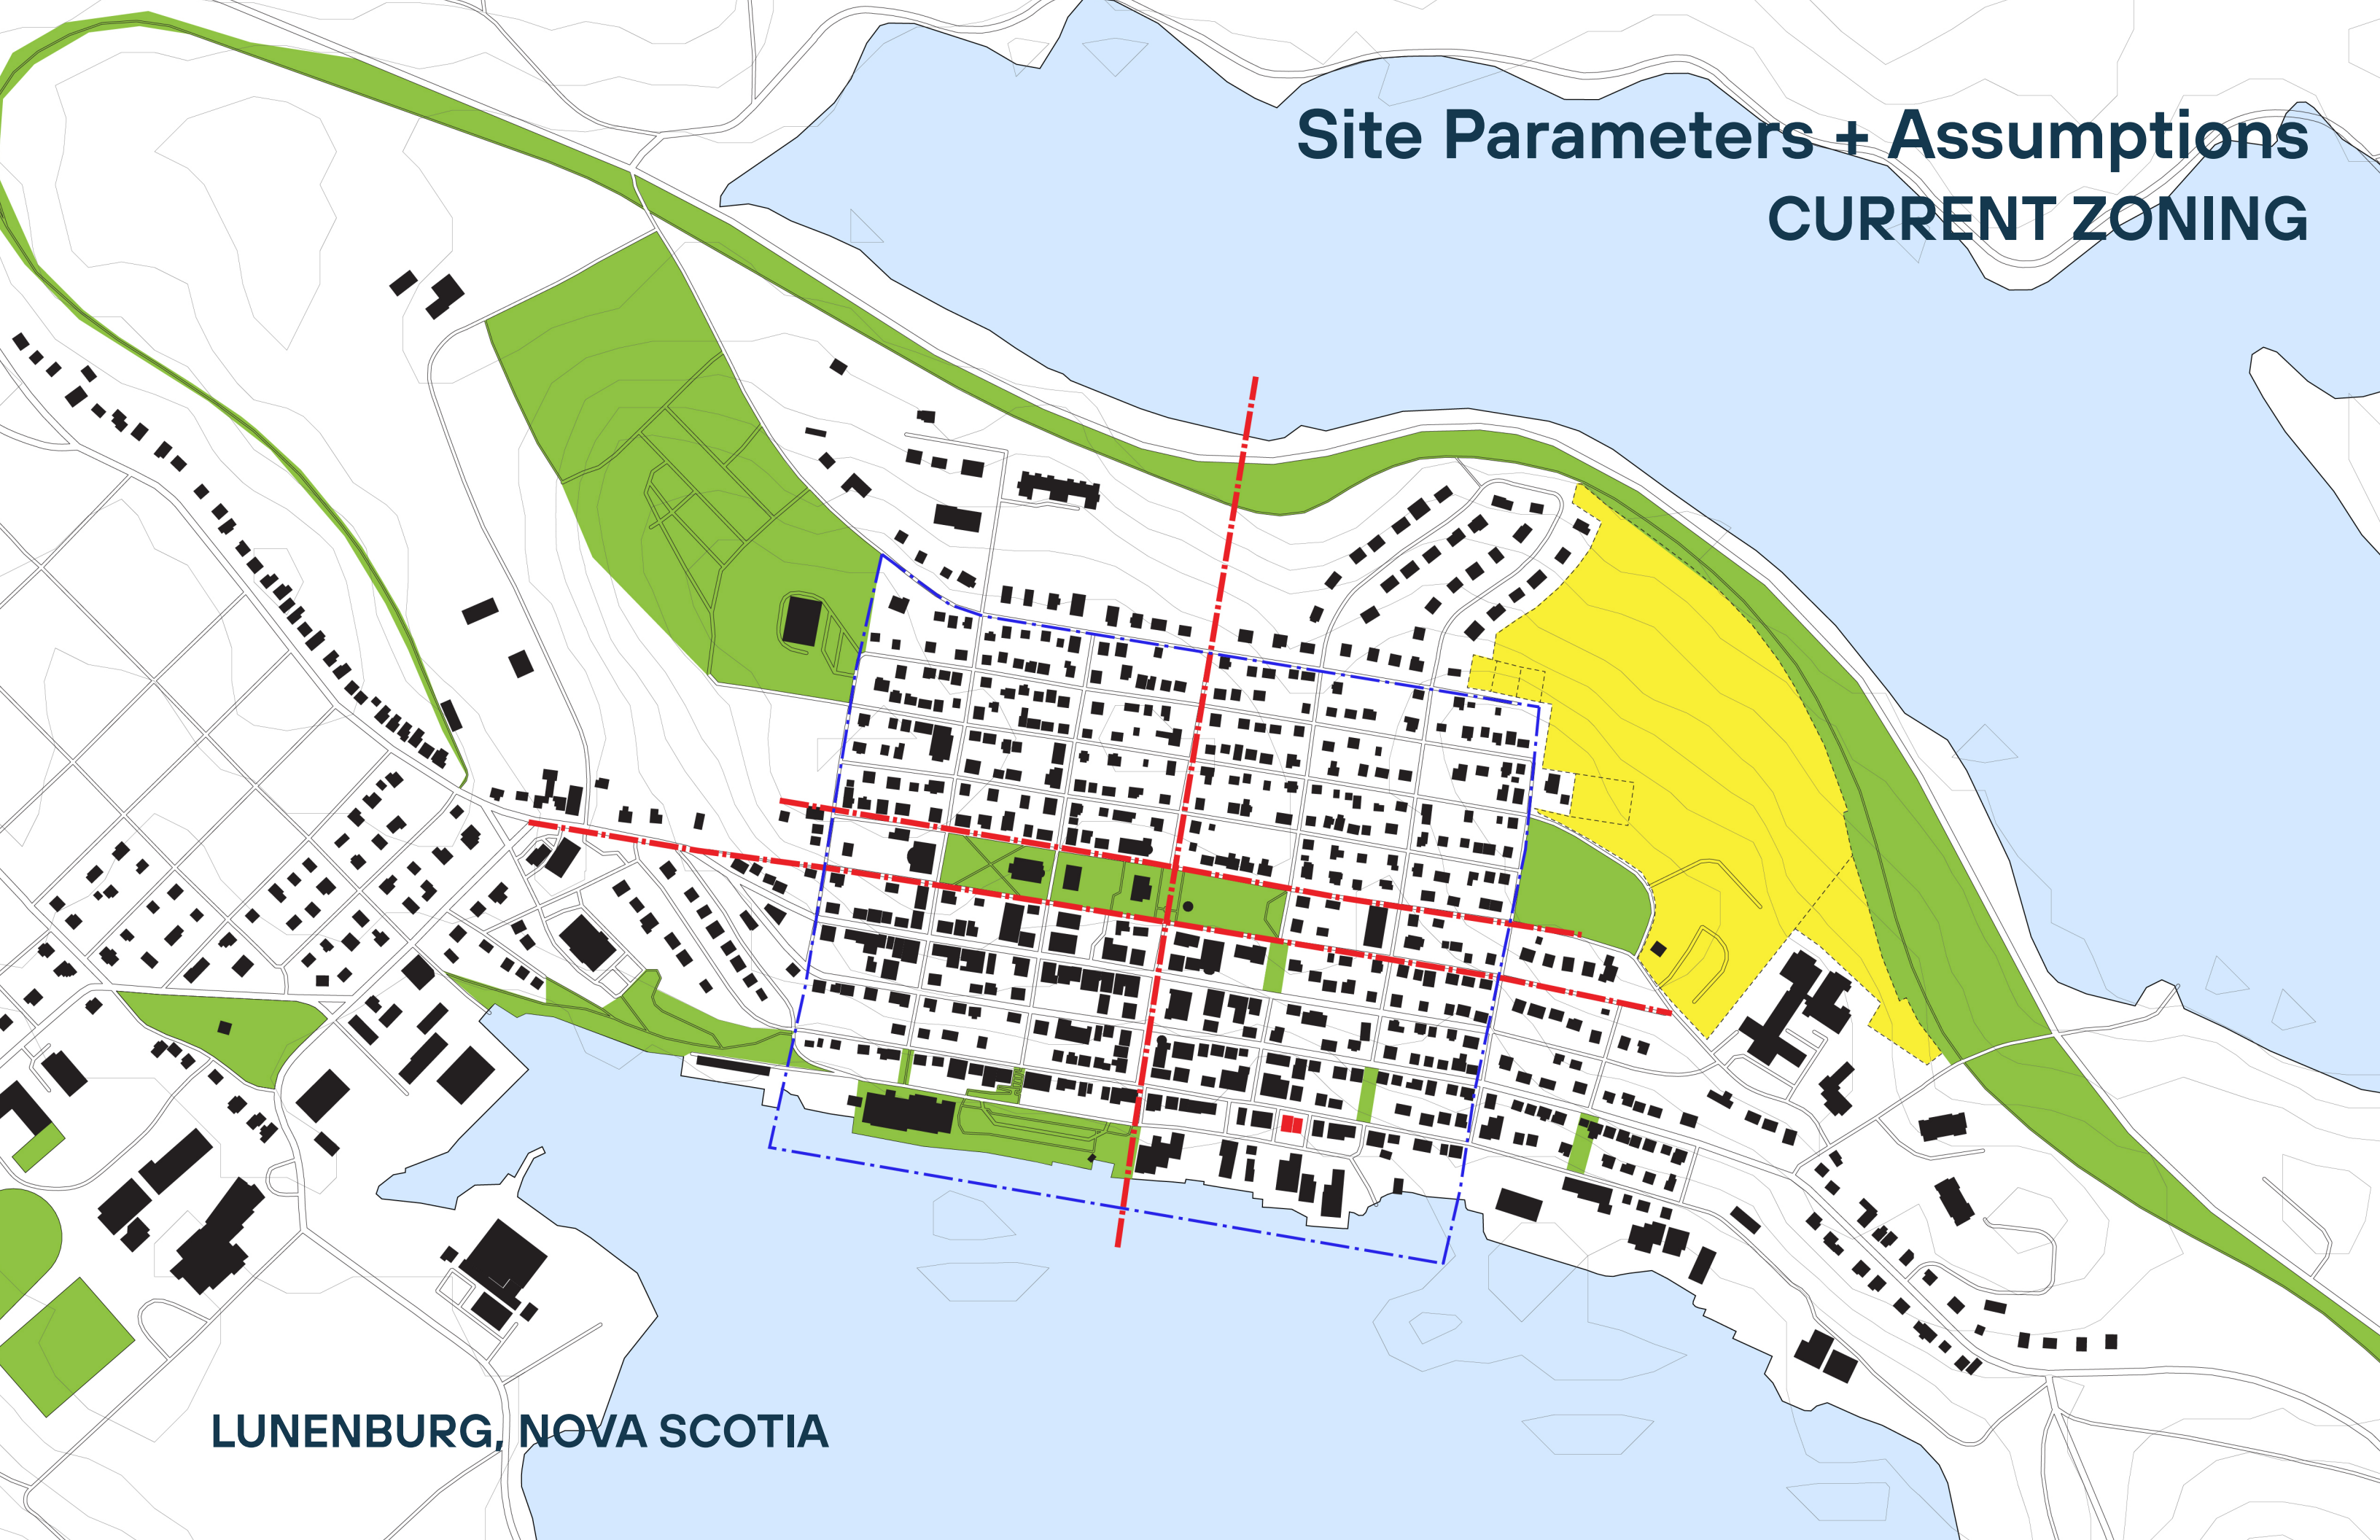 Site Parameters + Assumptions
CURRENT ZONING
LUNENBURG, NOVA SCOTIA